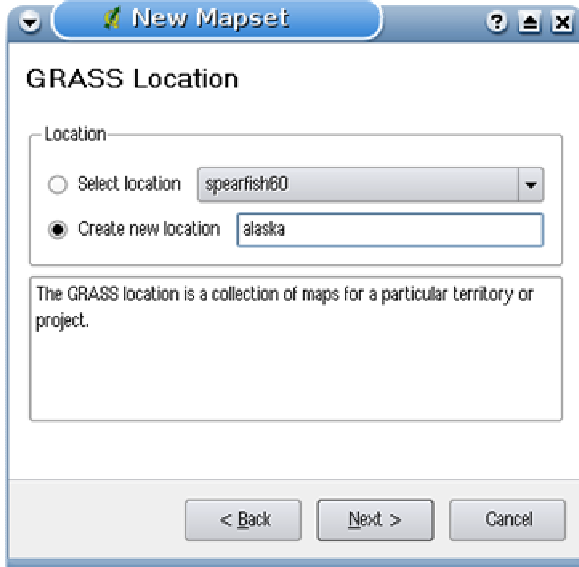 New Mapset
GRASS Location
Location
Select location spearfish60
Create new location alaska
The GRASS location is a collection of maps for a particular territory or
project.
< Back Next > Cancel